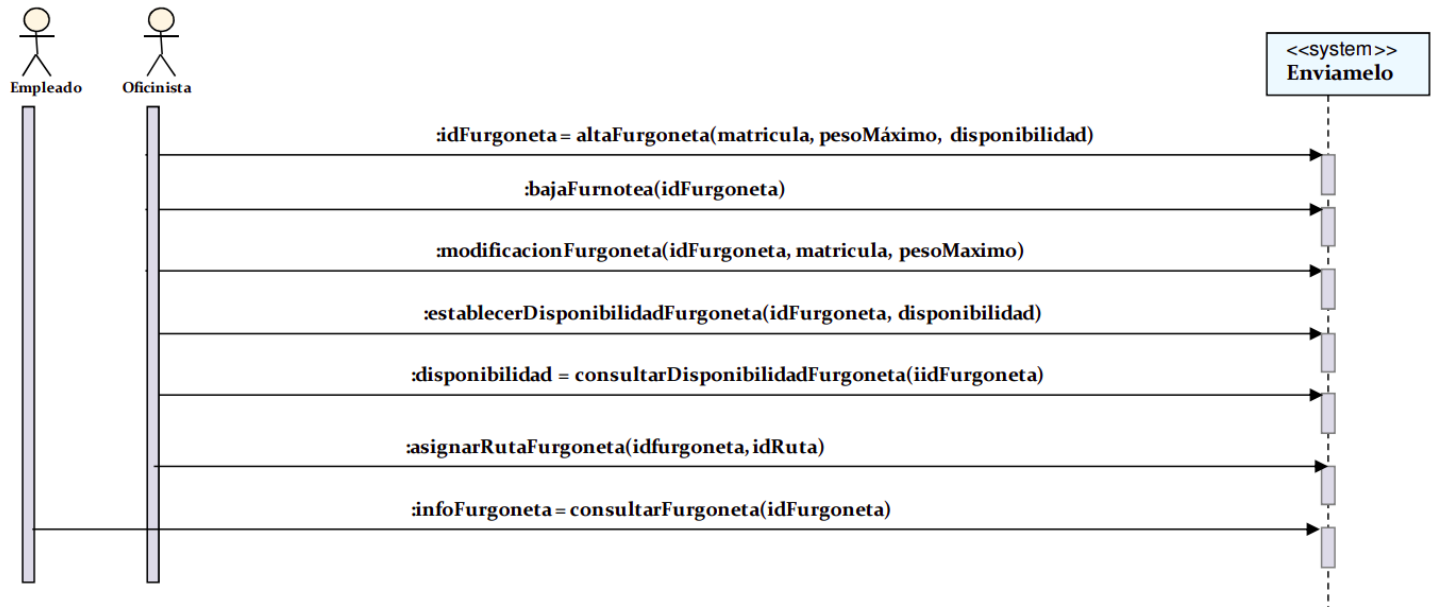 <<system>>
Enviamelo
Empleado
Oficinista
:idFurgoneta = altaFurgoneta(matricula, pesoMáximo, disponibilidad)
:bajaFurnotea(idFurgoneta)
:modificacionFurgoneta(idFurgoneta, matricula, pesoMaximo)
:establecerDisponibilidadFurgoneta(idFurgoneta, disponibilidad)
:disponibilidad = consultarDisponibilidadFurgoneta(iidFurgoneta)
:asignarRutaFurgoneta(idfurgoneta, idRuta)
:infoFurgoneta = consultarFurgoneta(idFurgoneta)